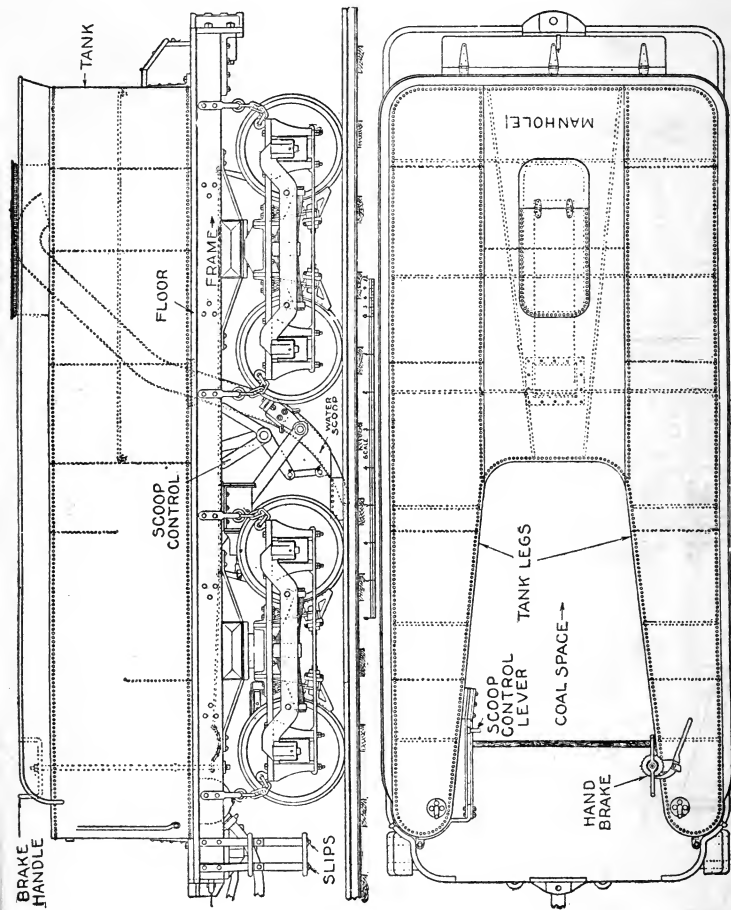 TANK
FLOOR
FRAME
SCOOP
CONTROL
WATER
SCOOP
SCALE
BRAKE
HANDLE
SLIPS
MANHOLE
TANK LEGS
COAL SPACE
SCOOP
CONTROL
LEVER
HAND
BRAKE